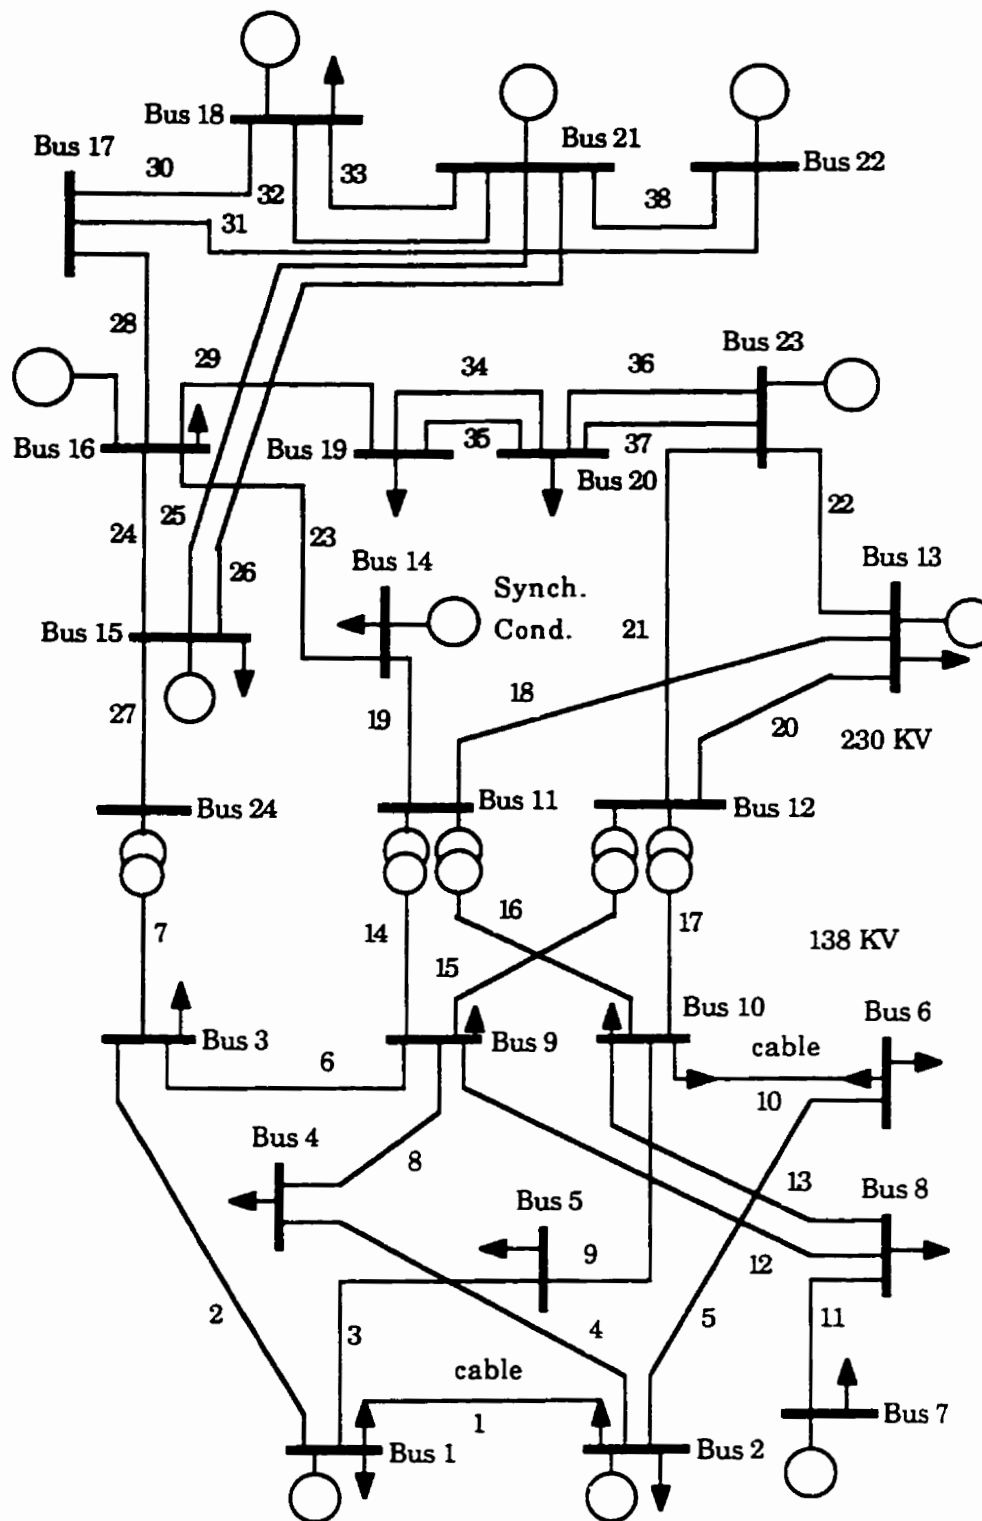 Bus 18
Bus 21
Bus 22
Bus 17
30
32
33
38
31
28
29
34
36
Bus 23
Bus 16
Bus 19
35
37
Bus 20
24
25
23
22
26
Bus 14
Synch.
Cond.
Bus 13
Bus 15
21
27
19
18
20
230 KV
Bus 24
Bus 11
Bus 12
7
14
16
17
15
138 KV
Bus 3
Bus 9
Bus 10
Bus 6
cable
6
10
Bus 4
8
13
Bus 8
Bus 5
9
12
2
3
4
5
11
cable
1
Bus 1
Bus 2
Bus 7